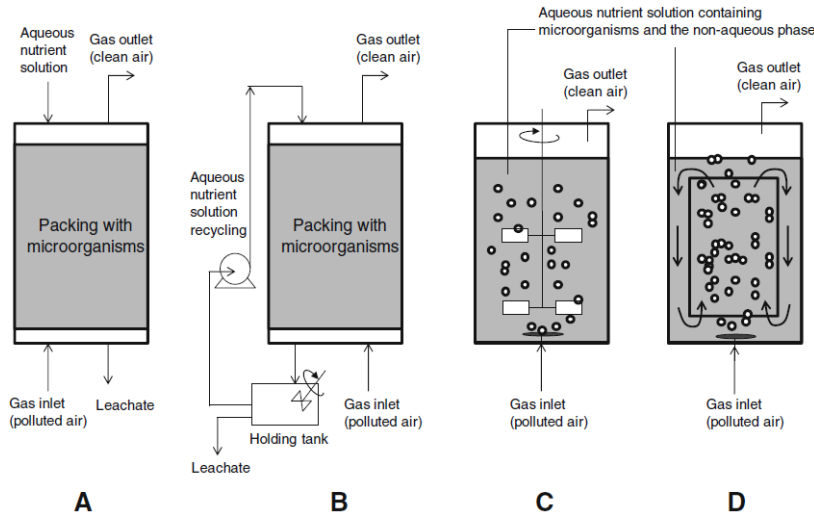 Aqueous
nutrient
solution
Gas outlet
(clean air)
Packing with
microorganisms
Gas inlet
(polluted air)
Leachate
A
Gas outlet
(clean air)
Aqueous
nutrient
solution
recycling
Packing with
microorganisms
Gas inlet
(polluted air)
Holding tank
Leachate
B
Aqueous nutrient solution containing
microorganisms and the non-aqueous phase
Gas outlet
(clean air)
Gas inlet
(polluted air)
C
Gas outlet
(clean air)
Gas inlet
(polluted air)
D